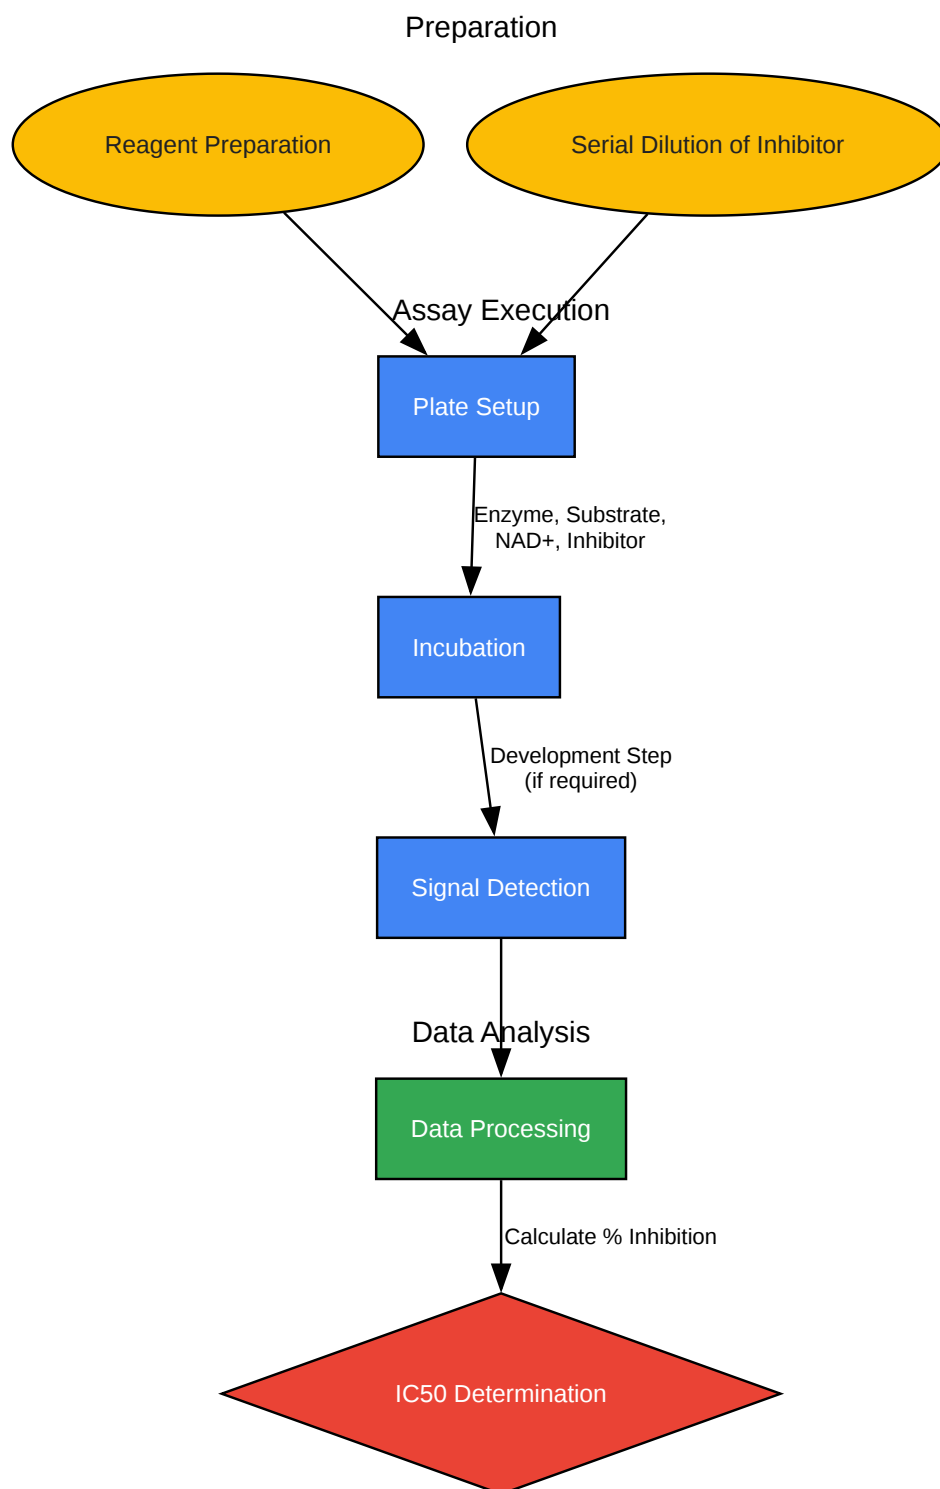 Preparation
Reagent Preparation
Serial Dilution of Inhibitor
Assay Execution
Plate Setup
Enzyme, Substrate,
NAD+, Inhibitor
Incubation
Development Step
(if required)
Signal Detection
Data Analysis
Data Processing
Calculate % Inhibition
IC50 Determination